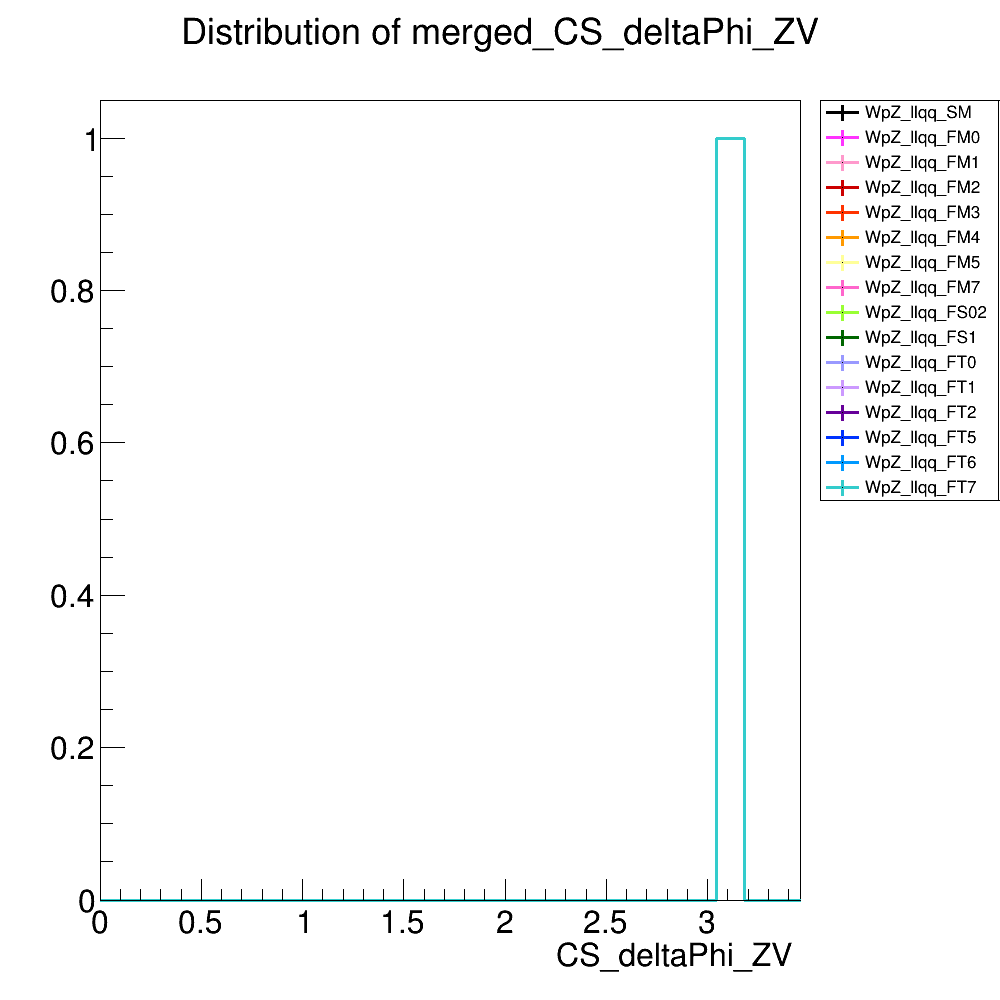 Distribution of merged_CS_deltaPhi_ZV
1
0.8
0.6
0.4
0.2
0
0 0.5 1 1.5 2 2.5 3
CS_deltaPhi_ZV
WpZ_llqq_SM
WpZ_llqq_FM0
WpZ_llqq_FM1
WpZ_llqq_FM2
WpZ_llqq_FM3
WpZ_llqq_FM4
WpZ_llqq_FM5
WpZ_llqq_FM7
WpZ_llqq_FS02
WpZ_llqq_FS1
WpZ_llqq_FT0
WpZ_llqq_FT1
WpZ_llqq_FT2
WpZ_llqq_FT5
WpZ_llqq_FT6
WpZ_llqq_FT7